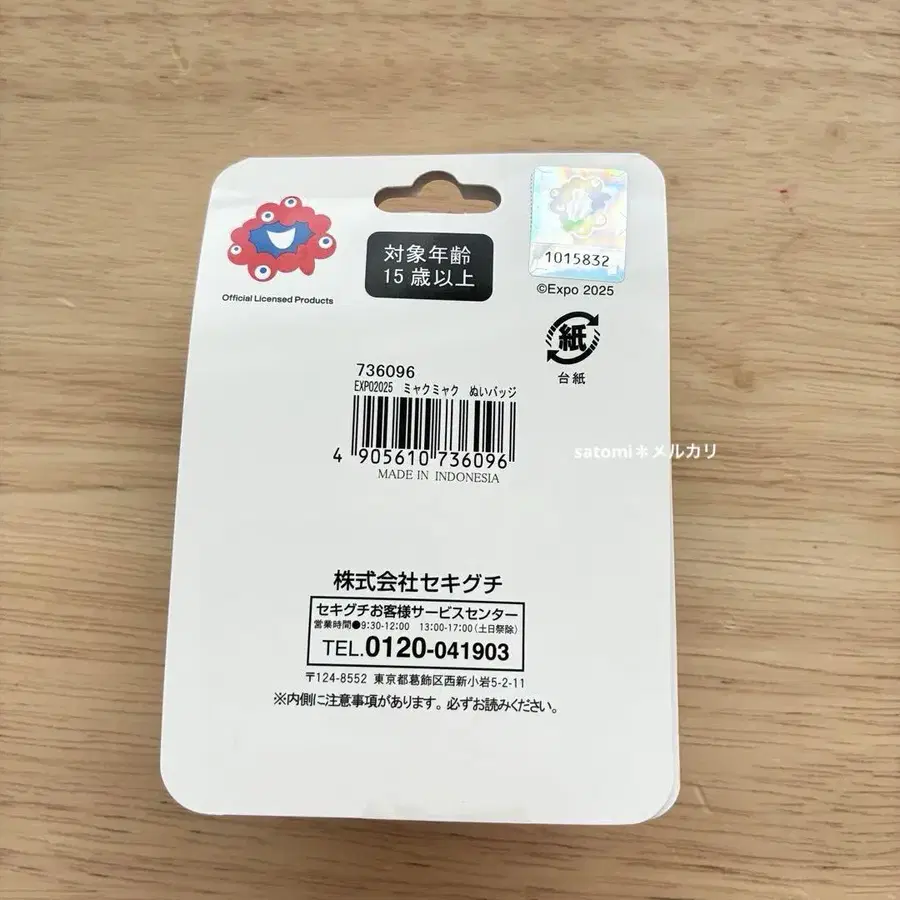 Official Licensed Products
対象年齢
15歳以上
1015832
©Expo 2025
紙
台紙
736096
EXPO2025 ミャクミャク ぬいバッジ
4 905610 736096
MADE IN INDONESIA
satomi＊メルカリ
株式会社セキグチ
セキグチお客様サービスセンター
営業時間●9:30-12:00 13:00-17:00(土日祭除)
TEL.0120-041903
〒124-8552 東京都葛飾区西新小岩5-2-11
※内側に注意事項があります。必ずお読みください。